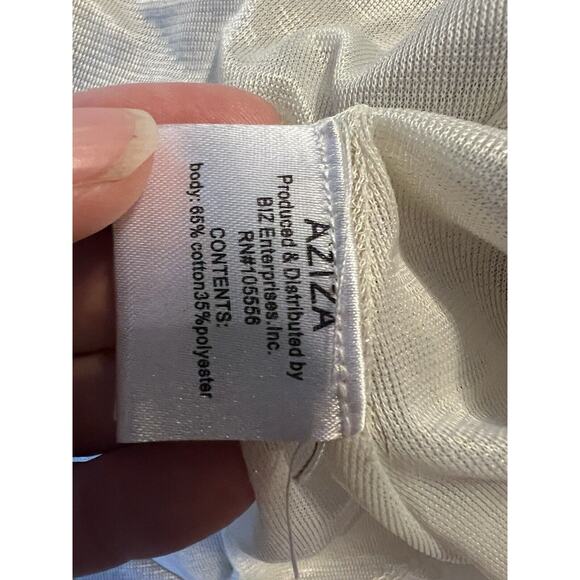 AZIZA
Produced & Distributed by
BIZ Enterprises.Inc.
RN#105556
CONTENTS:
body: 65% cotton35%polyester